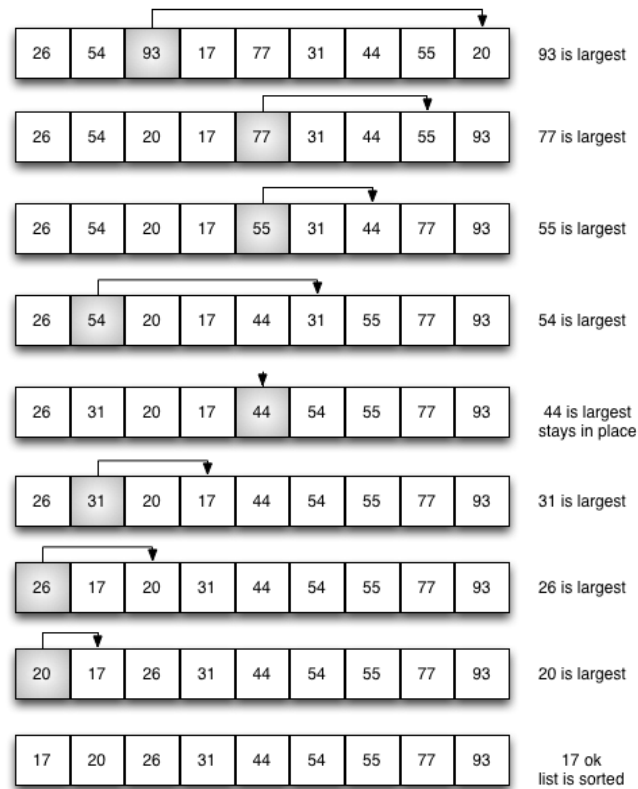 26 54 93 17 77 31 44 55 20 93 is largest
26 54 20 17 77 31 44 55 93 77 is largest
26 54 20 17 55 31 44 77 93 55 is largest
26 54 20 17 44 31 55 77 93 54 is largest
26 31 20 17 44 54 55 77 93 44 is largest
stays in place
26 31 20 17 44 54 55 77 93 31 is largest
26 17 20 31 44 54 55 77 93 26 is largest
20 17 26 31 44 54 55 77 93 20 is largest
17 20 26 31 44 54 55 77 93 17 ok
list is sorted